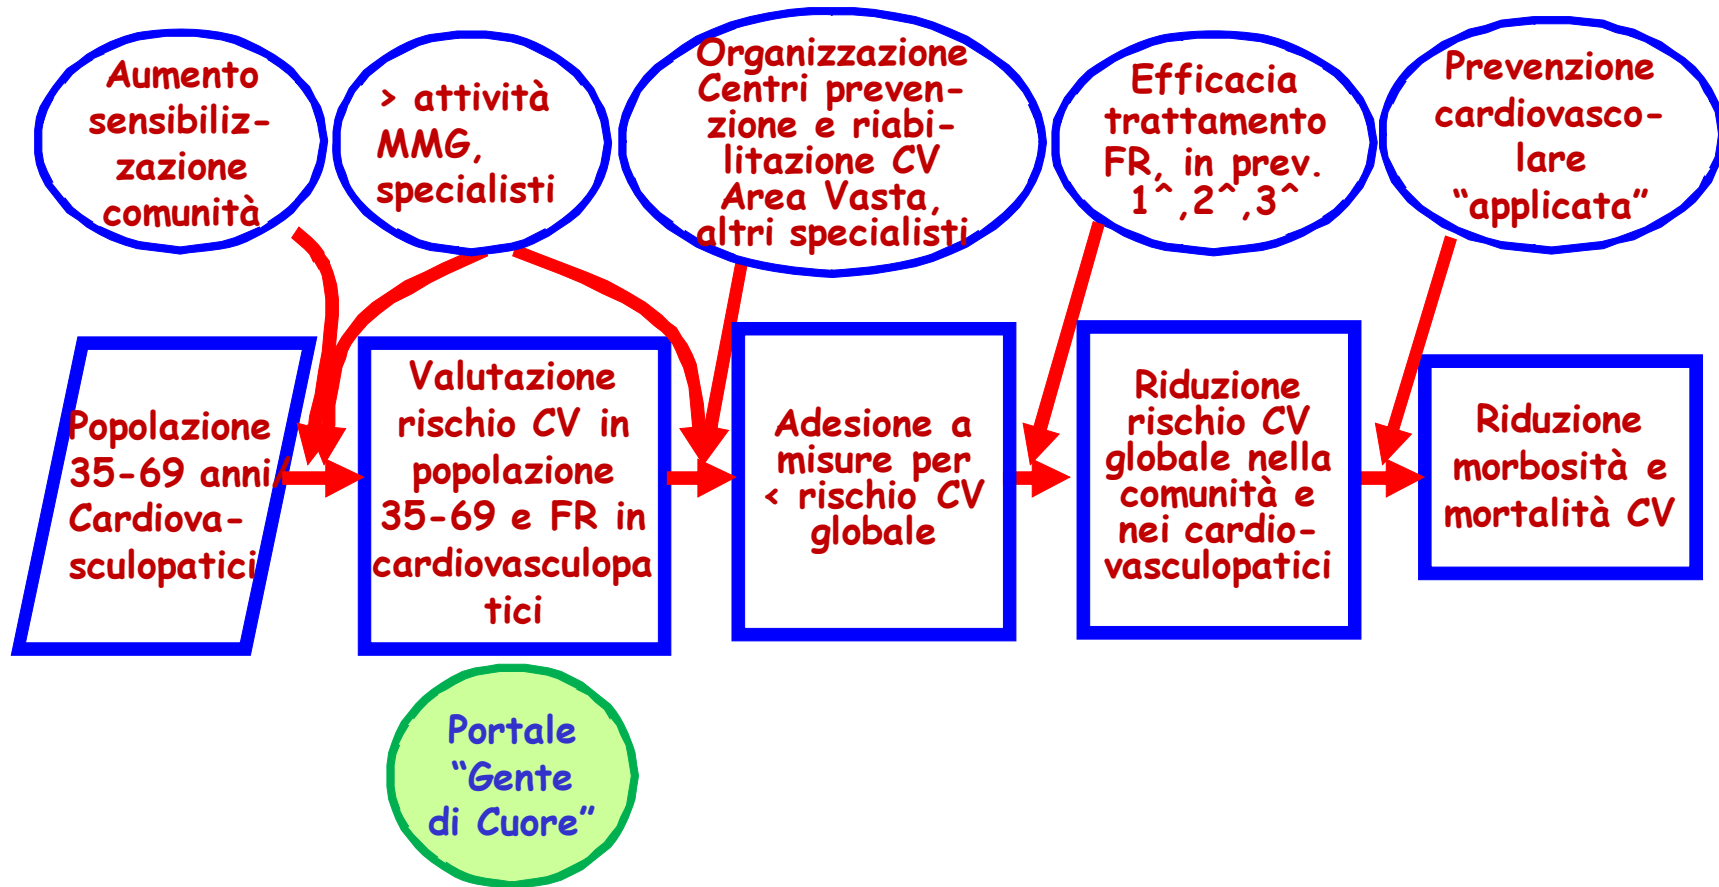 Aumento
sensibiliz-
zazione
comunità
> attività
MMG,
specialisti
Organizzazione
Centri preven-
zione e riabi-
litazione CV
Area Vasta,
altri specialisti
Efficacia
trattamento
FR, in prev.
1^,2^,3^
Prevenzione
cardiovasco-
lare
“applicata”
Popolazione
35-69 anni/
Cardiova-
sculopatici
Valutazione
rischio CV in
popolazione
35-69 e FR in
cardiovasculopa
tici
Adesione a
misure per
< rischio CV
globale
Riduzione
rischio CV
globale nella
comunità e
nei cardio-
vasculopatici
Riduzione
morbosità e
mortalità CV
Portale
“Gente
di Cuore”